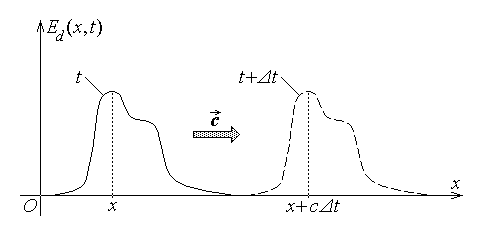 E_d(x,t)
t
t+Δt
c⃗
x
O
x
x+cΔt